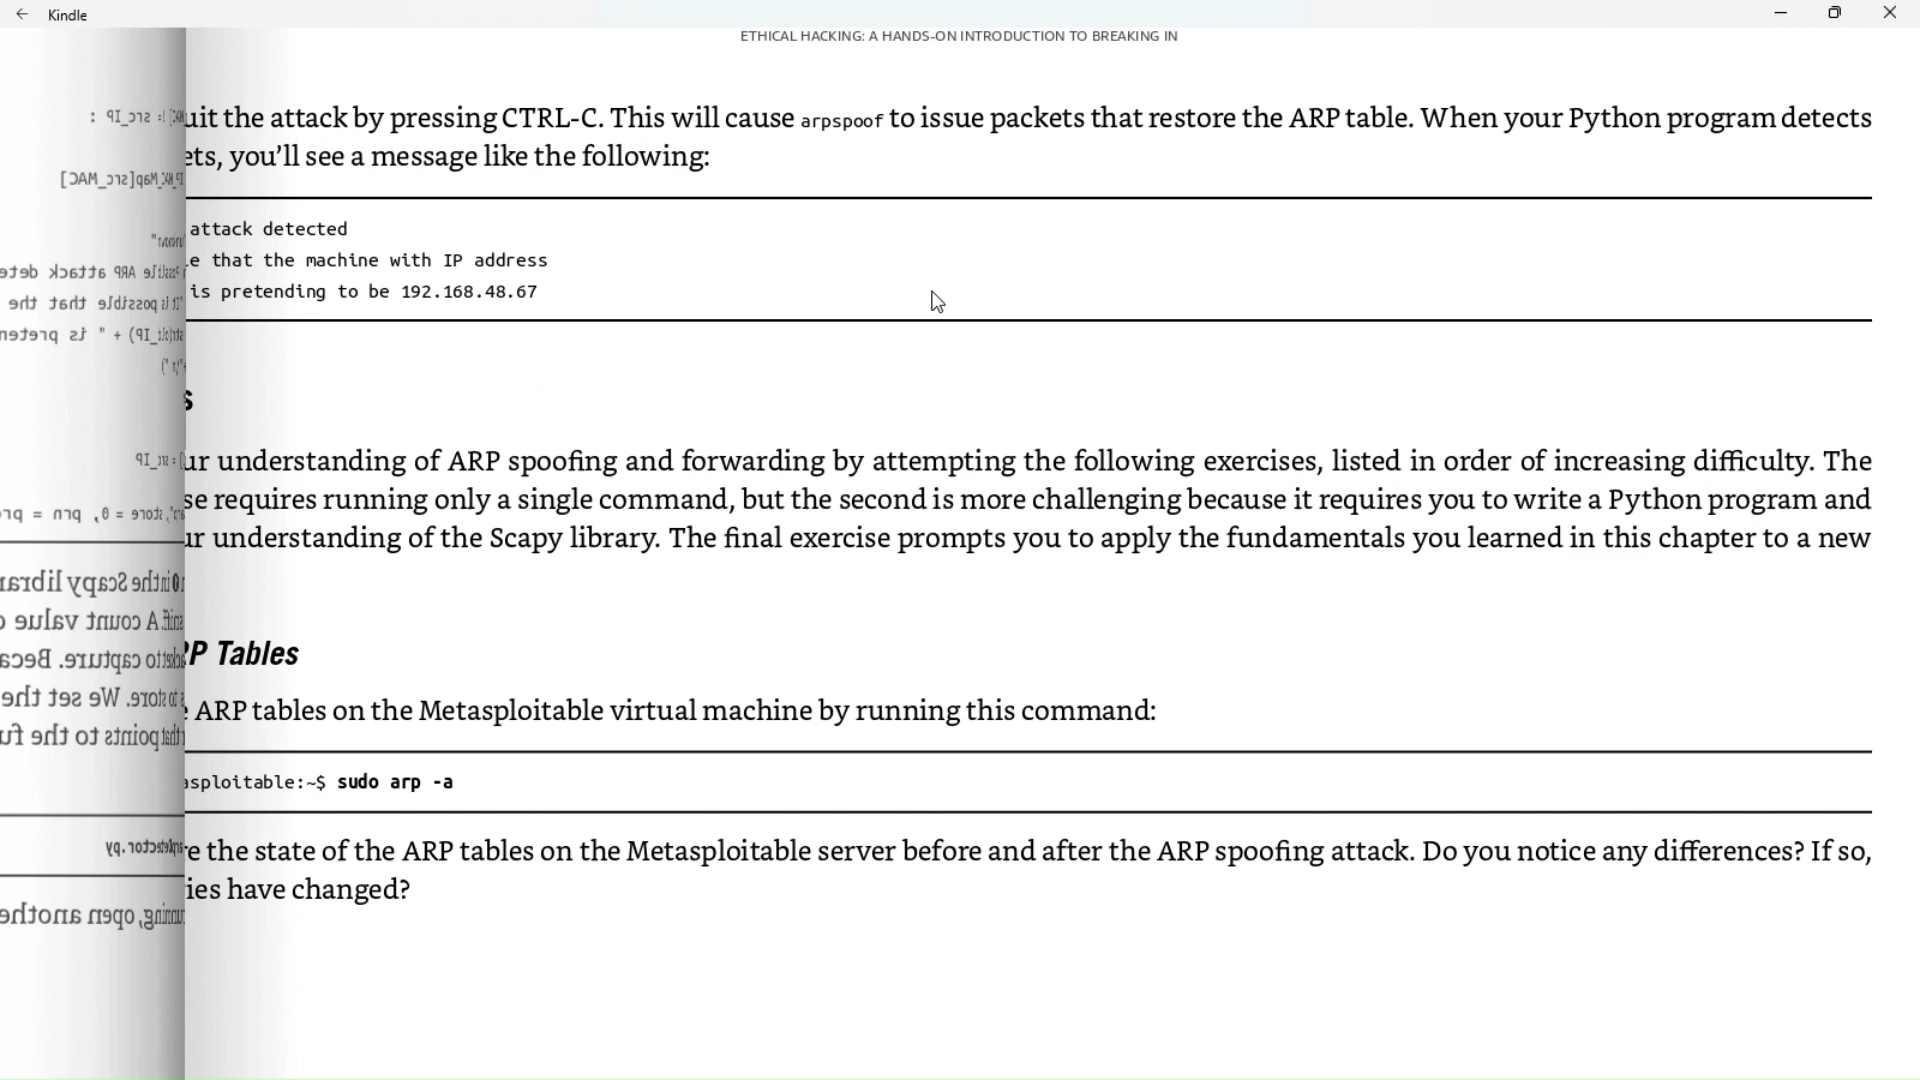 Kindle
ETHICAL HACKING: A HANDS-ON INTRODUCTION TO BREAKING IN
uit the attack by pressing CTRL-C. This will cause arpspoof to issue packets that restore the ARP table. When your Python program detects
ets, you’ll see a message like the following:
attack detected
e that the machine with IP address
is pretending to be 192.168.48.67
s
ur understanding of ARP spoofing and forwarding by attempting the following exercises, listed in order of increasing difficulty. The
se requires running only a single command, but the second is more challenging because it requires you to write a Python program and
ur understanding of the Scapy library. The final exercise prompts you to apply the fundamentals you learned in this chapter to a new
RP Tables
e ARP tables on the Metasploitable virtual machine by running this command:
asploitable:~$ sudo arp -a
e the state of the ARP tables on the Metasploitable server before and after the ARP spoofing attack. Do you notice any differences? If so,
ies have changed?